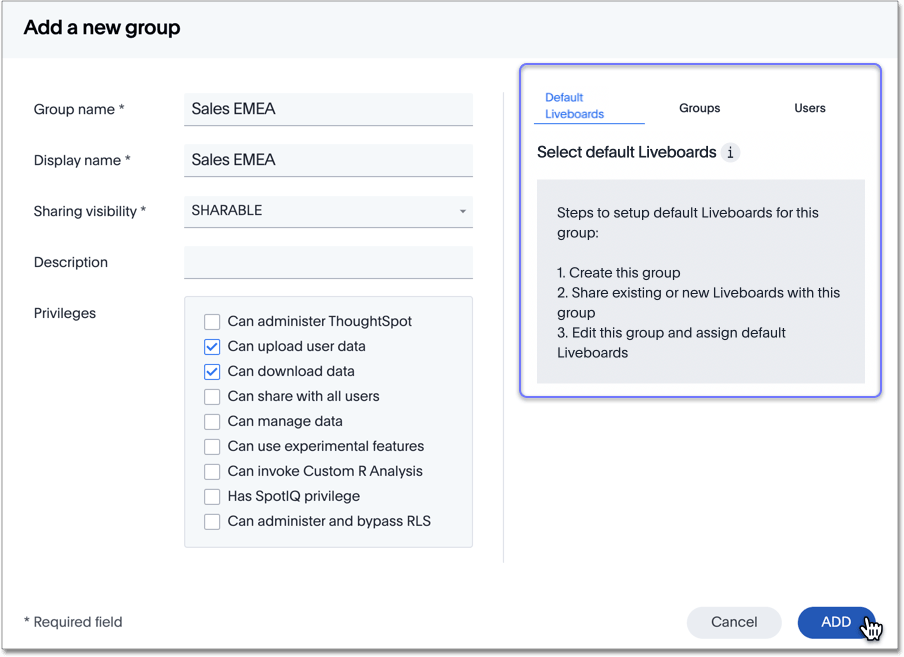 Add a new group
Group name *
Sales EMEA
Display name *
Sales EMEA
Sharing visibility *
SHARABLE
Description
Privileges
Can administer ThoughtSpot
Can upload user data
Can download data
Can share with all users
Can manage data
Can use experimental features
Can invoke Custom R Analysis
Has SpotIQ privilege
Can administer and bypass RLS
Default
Liveboards
Groups
Users
Select default Liveboards i
Steps to setup default Liveboards for this
group:
1. Create this group
2. Share existing or new Liveboards with this
group
3. Edit this group and assign default
Liveboards
* Required field
Cancel
ADD